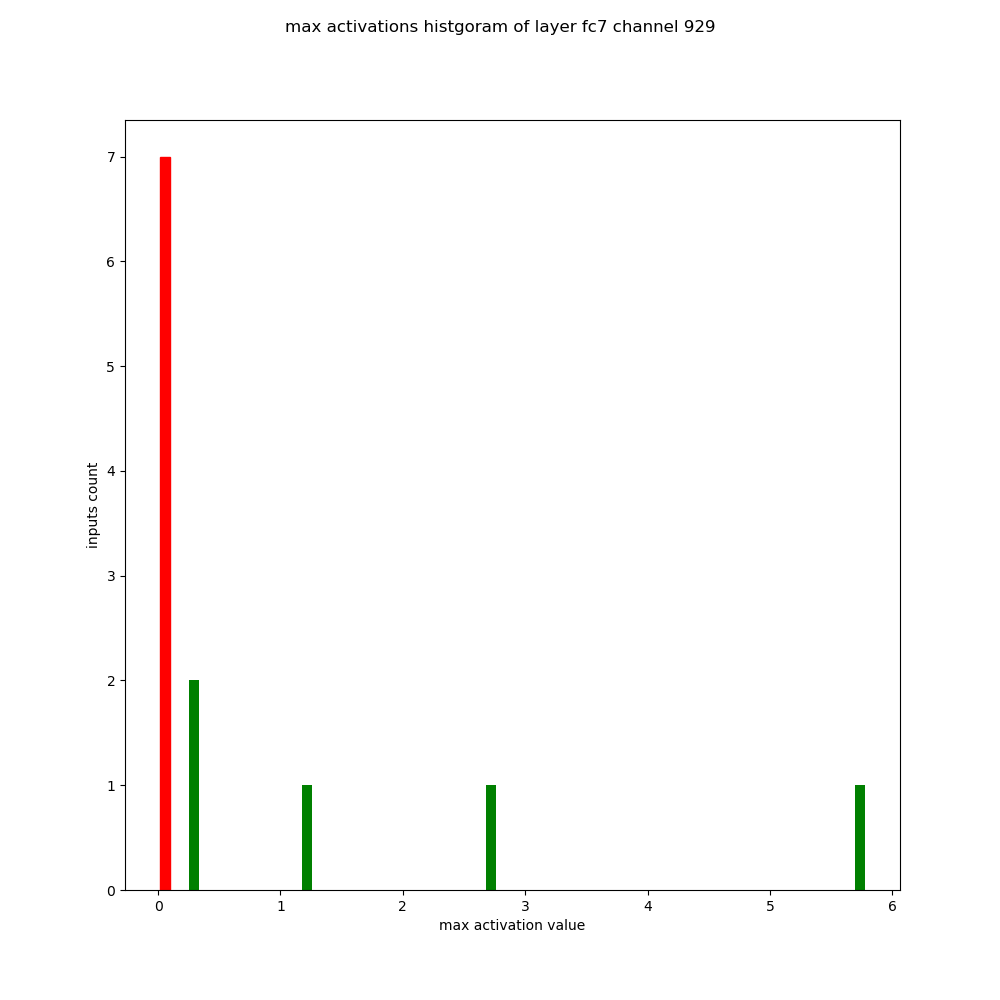 max activations histgoram of layer fc7 channel 929
7
6
5
4
3
2
1
0
inputs count
0 1 2 3 4 5 6
max activation value